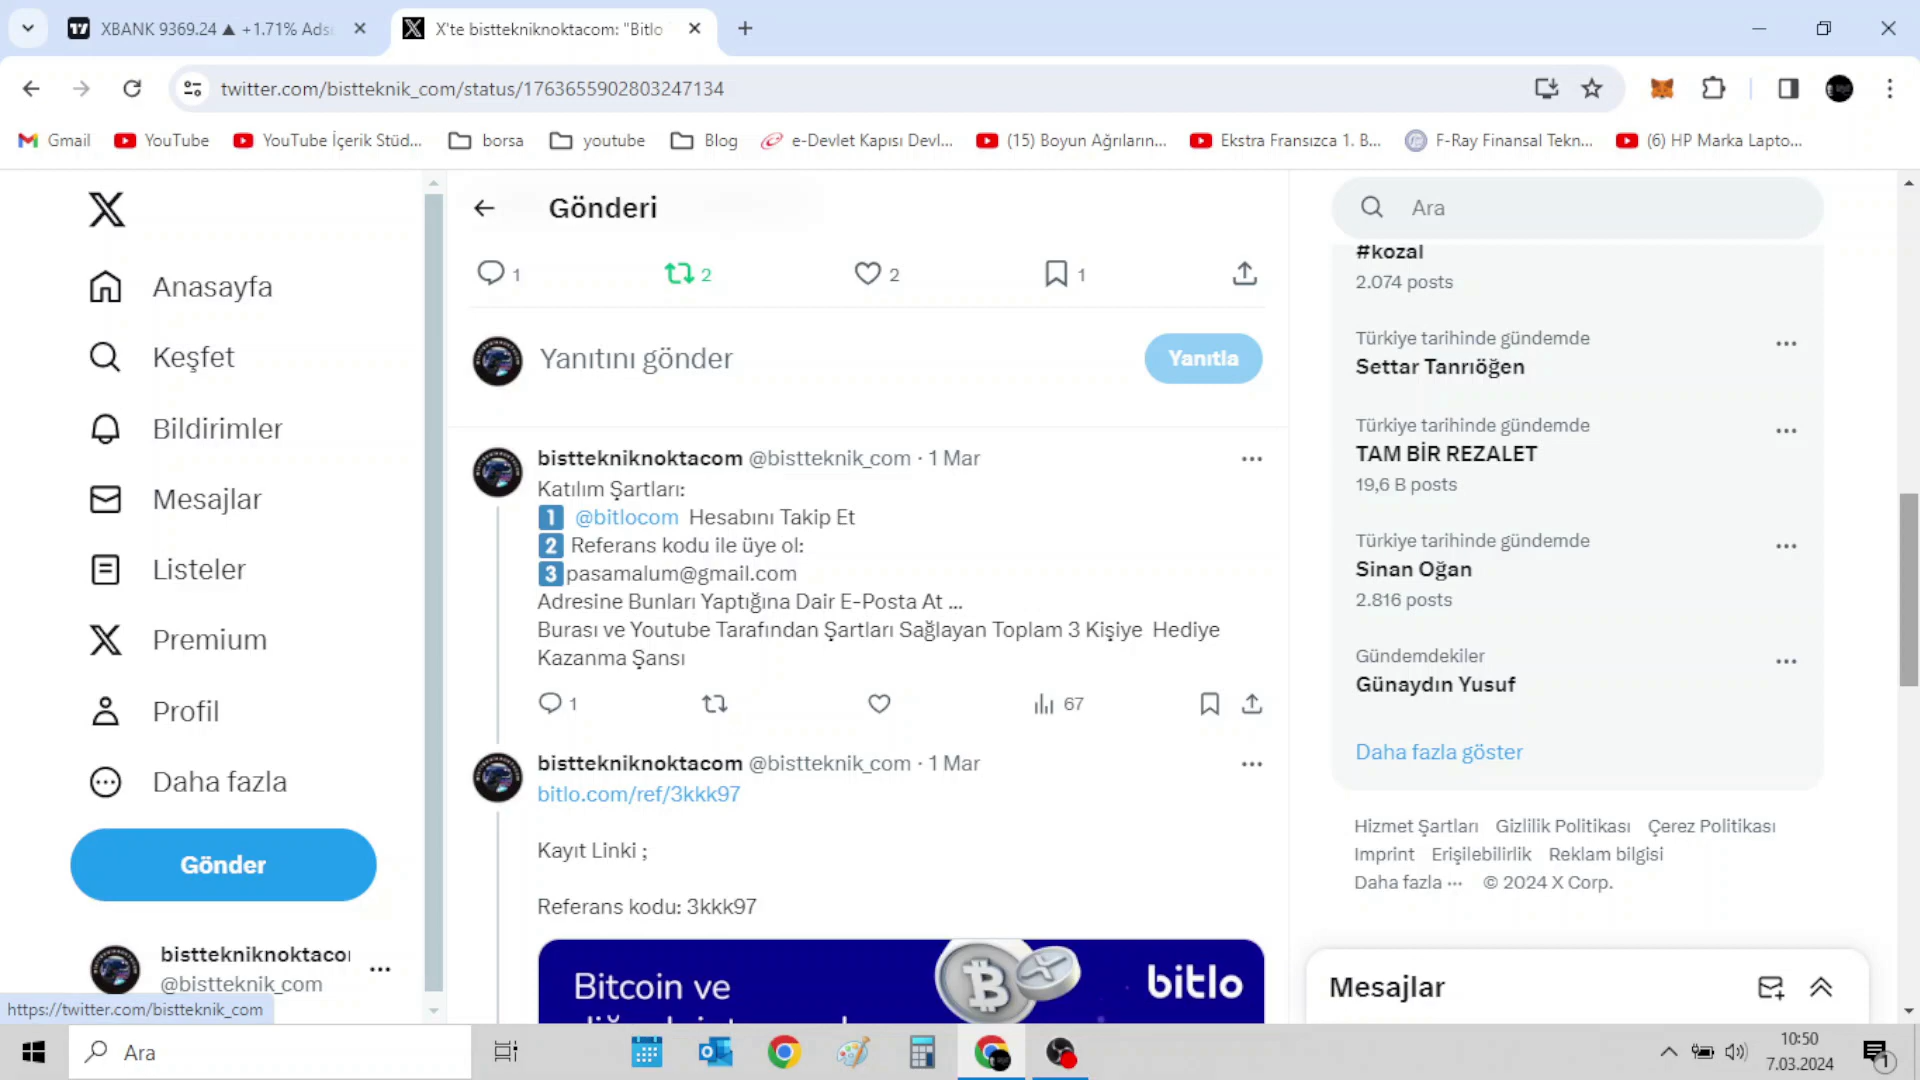 XBANK 9369.24 ▲ +1.71% Ads
X'te bisttekniknoktacom: "Bitlo
twitter.com/bistteknik_com/status/1763655902803247134
Gmail
YouTube
YouTube İçerik Stüd...
borsa
youtube
Blog
e-Devlet Kapısı Devl...
(15) Boyun Ağrıların...
Ekstra Fransızca 1. B...
F-Ray Finansal Tekn...
(6) HP Marka Lapto...
Anasayfa
Keşfet
Bildirimler
Mesajlar
Listeler
Premium
Profil
Daha fazla
Gönder
bisttekniknoktacor
@bistteknik_com
https://twitter.com/bistteknik_com
Gönderi
1
2
2
1
Yanıtını gönder
Yanıtla
bisttekniknoktacom @bistteknik_com · 1 Mar
Katılım Şartları:
1 @bitlocom Hesabını Takip Et
2 Referans kodu ile üye ol:
3 pasamalum@gmail.com
Adresine Bunları Yaptığına Dair E-Posta At ...
Burası ve Youtube Tarafından Şartları Sağlayan Toplam 3 Kişiye Hediye
Kazanma Şansı
1
67
bisttekniknoktacom @bistteknik_com · 1 Mar
bitlo.com/ref/3kkk97
Kayıt Linki ;
Referans kodu: 3kkk97
Bitcoin ve
bitlo
Ara
#kozal
2.074 posts
Türkiye tarihinde gündemde
Settar Tanrıöğen
Türkiye tarihinde gündemde
TAM BİR REZALET
19,6 B posts
Türkiye tarihinde gündemde
Sinan Oğan
2.816 posts
Gündemdekiler
Günaydın Yusuf
Daha fazla göster
Hizmet Şartları Gizlilik Politikası Çerez Politikası
Imprint Erişilebilirlik Reklam bilgisi
Daha fazla ··· © 2024 X Corp.
Mesajlar
Ara
10:50
7.03.2024
1